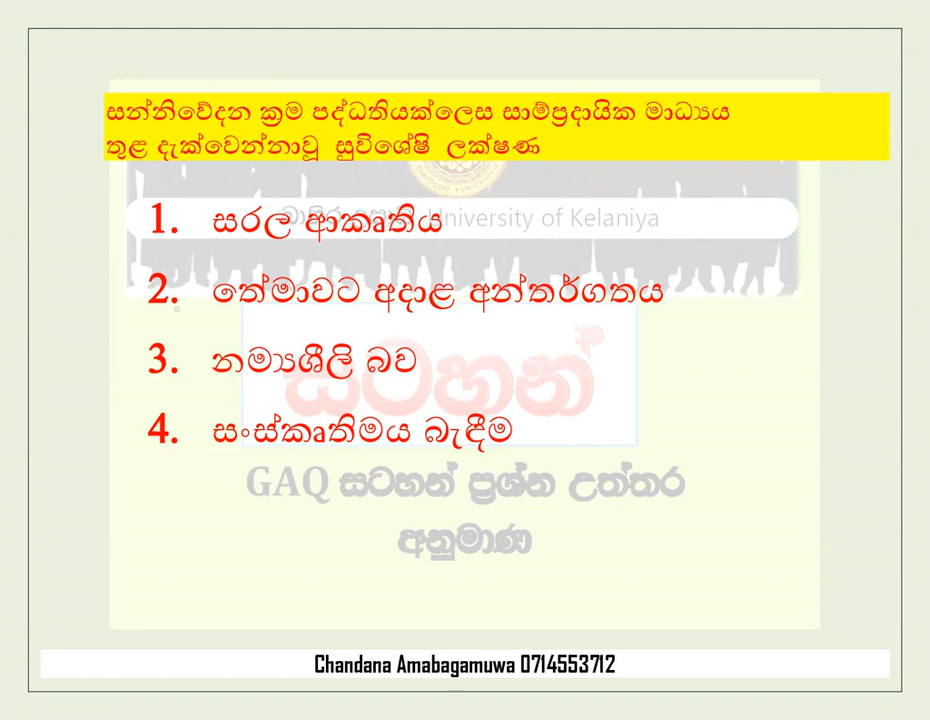 සන්නිවේදන ක්‍රම පද්ධතියක්ලෙස සාම්ප්‍රදායික මාධ්‍යය
තුළ දැක්වෙන්නාවූ සුවිශේෂි ලක්ෂණ
University of Kelaniya
1. සරල ආකෘතිය
2. තේමාවට අදාළ අන්තර්ගතය
3. නම්‍යශීලි බව
සටහන්
4. සංස්කෘතිමය බැඳීම
GAQ සටහන් ප්‍රශ්න උත්තර
අනුමාණ
Chandana Amabagamuwa 0714553712